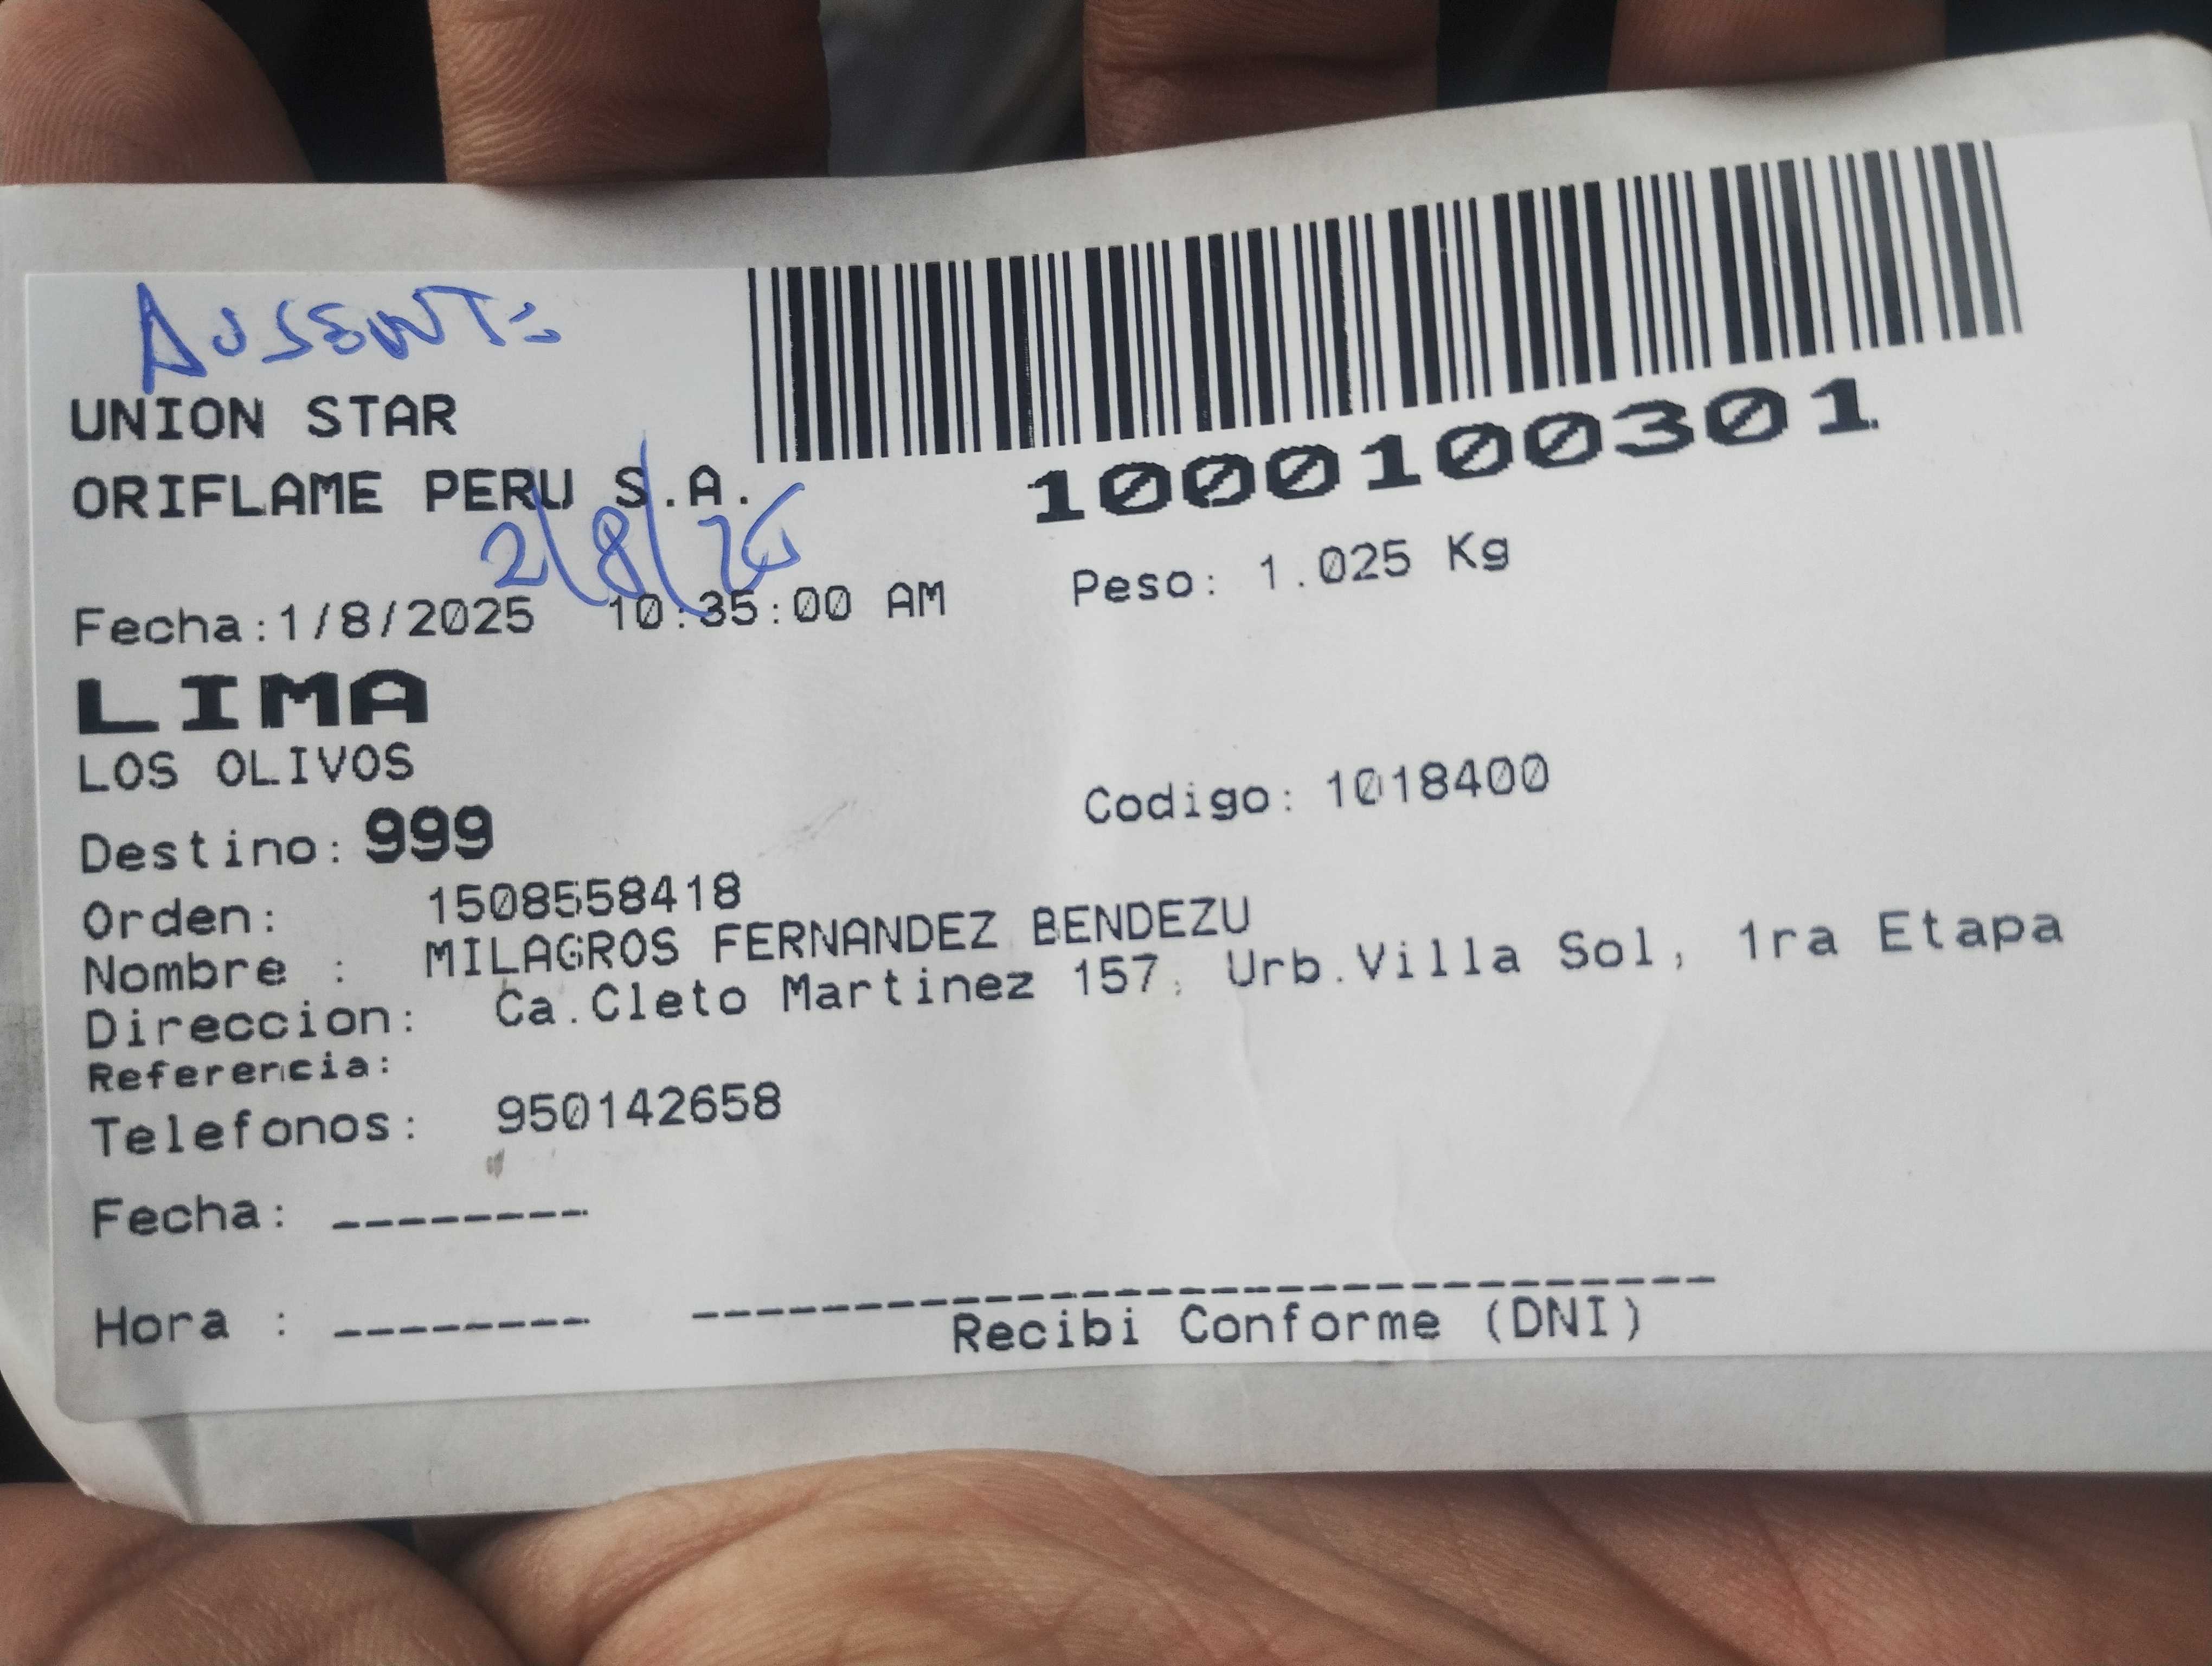 AUSENTE
UNION STAR
ORIFLAME PERU S.A.
1000100301
2/8/26
Fecha:1/8/2025 10:35:00 AM
Peso: 1.025 Kg
LIMA
LOS OLIVOS
Destino: 999
Codigo: 1018400
Orden: 1508558418
Nombre : MILAGROS FERNANDEZ BENDEZU
Direccion: Ca.Cleto Martinez 157, Urb.Villa Sol, 1ra Etapa
Referencia:
Telefonos: 950142658
Fecha: --------
Hora : --------
Recibi Conforme (DNI)